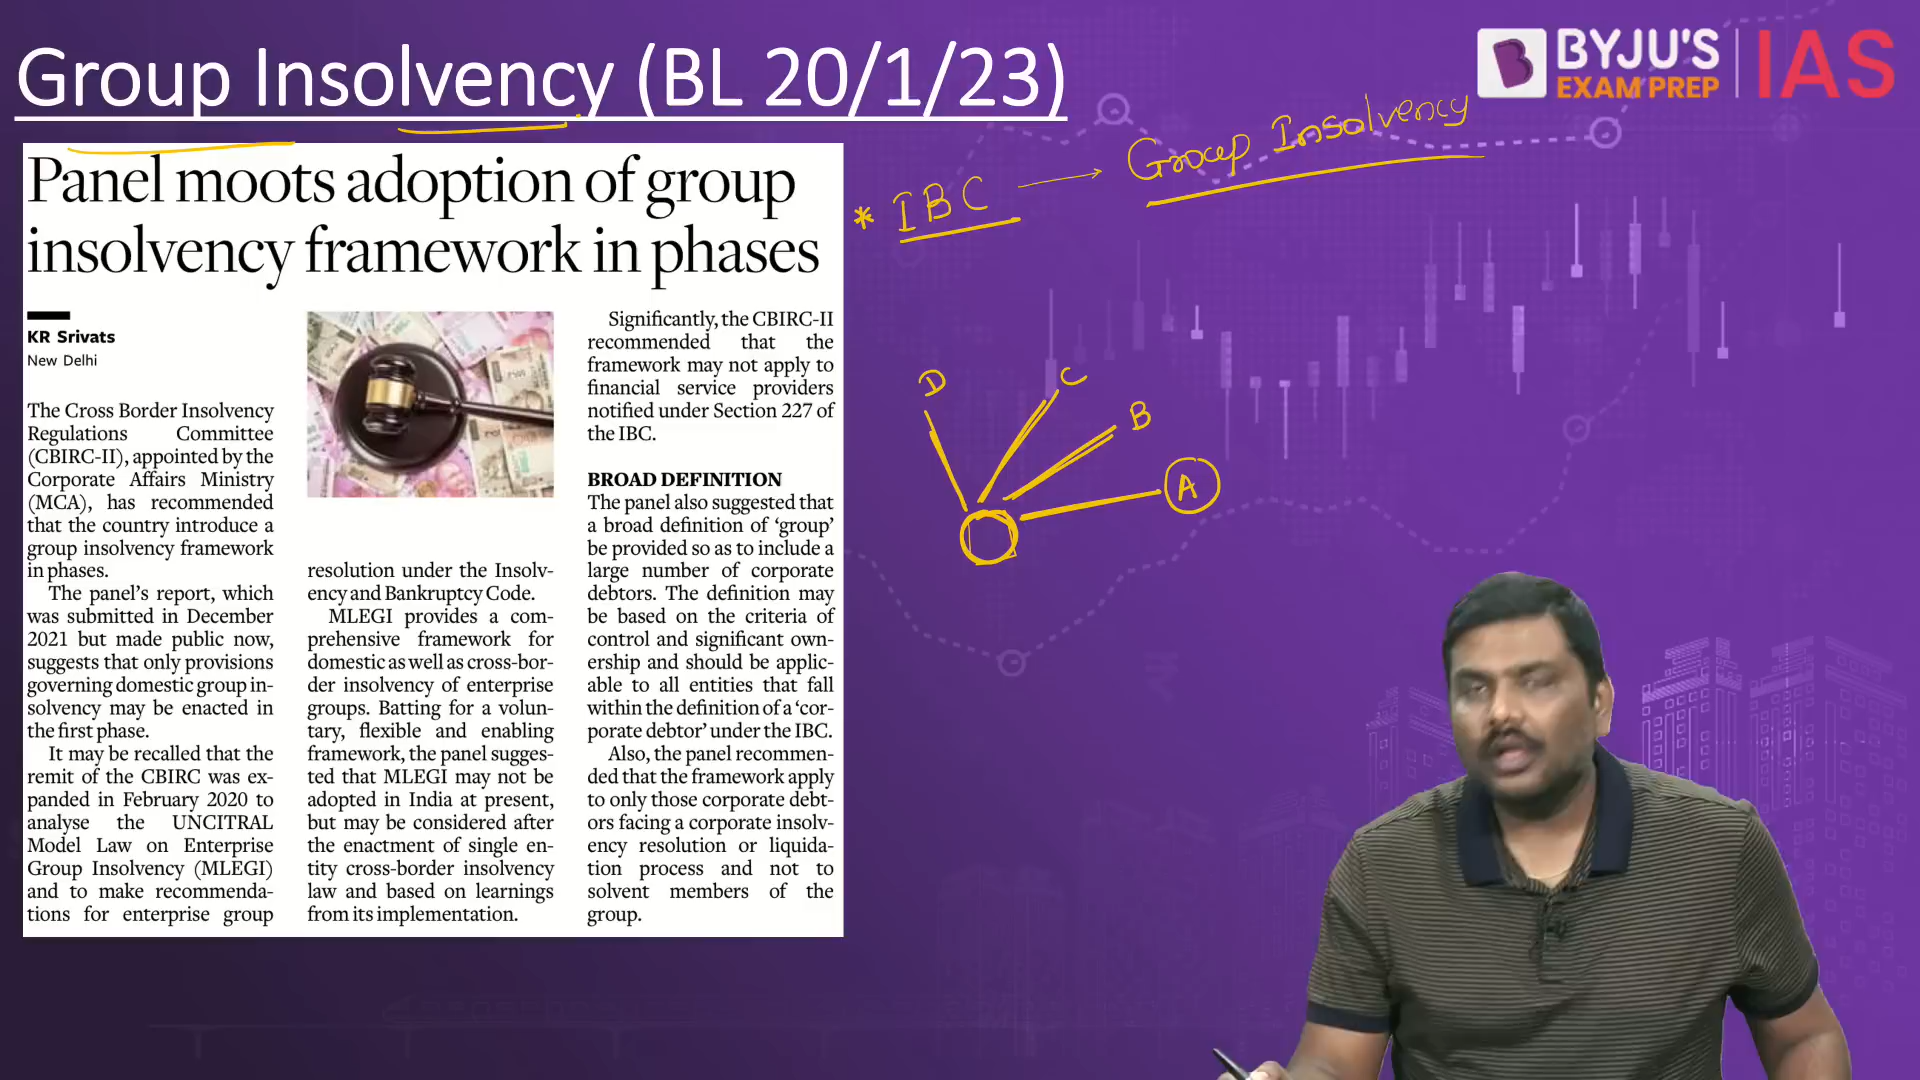 Group Insolvency (BL 20/1/23)
BYJU'S
EXAM PREP
IAS
* IBC → Group Insolvency
D
C
B
A
Panel moots adoption of group
insolvency framework in phases
KR Srivats
New Delhi
The Cross Border Insolvency
Regulations Committee
(CBIRC-II), appointed by the
Corporate Affairs Ministry
(MCA), has recommended
that the country introduce a
group insolvency framework
in phases.
The panel's report, which
was submitted in December
2021 but made public now,
suggests that only provisions
governing domestic group in-
solvency may be enacted in
the first phase.
It may be recalled that the
remit of the CBIRC was ex-
panded in February 2020 to
analyse the UNCITRAL
Model Law on Enterprise
Group Insolvency (MLEGI)
and to make recommenda-
tions for enterprise group
resolution under the Insolv-
ency and Bankruptcy Code.
MLEGI provides a com-
prehensive framework for
domestic as well as cross-bor-
der insolvency of enterprise
groups. Batting for a volun-
tary, flexible and enabling
framework, the panel sugges-
ted that MLEGI may not be
adopted in India at present,
but may be considered after
the enactment of single en-
tity cross-border insolvency
law and based on learnings
from its implementation.
Significantly, the CBIRC-II
recommended that the
framework may not apply to
financial service providers
notified under Section 227 of
the IBC.
BROAD DEFINITION
The panel also suggested that
a broad definition of 'group'
be provided so as to include a
large number of corporate
debtors. The definition may
be based on the criteria of
control and significant own-
ership and should be applic-
able to all entities that fall
within the definition of a 'cor-
porate debtor' under the IBC.
Also, the panel recommen-
ded that the framework apply
to only those corporate debt-
ors facing a corporate insolv-
ency resolution or liquida-
tion process and not to
solvent members of the
group.